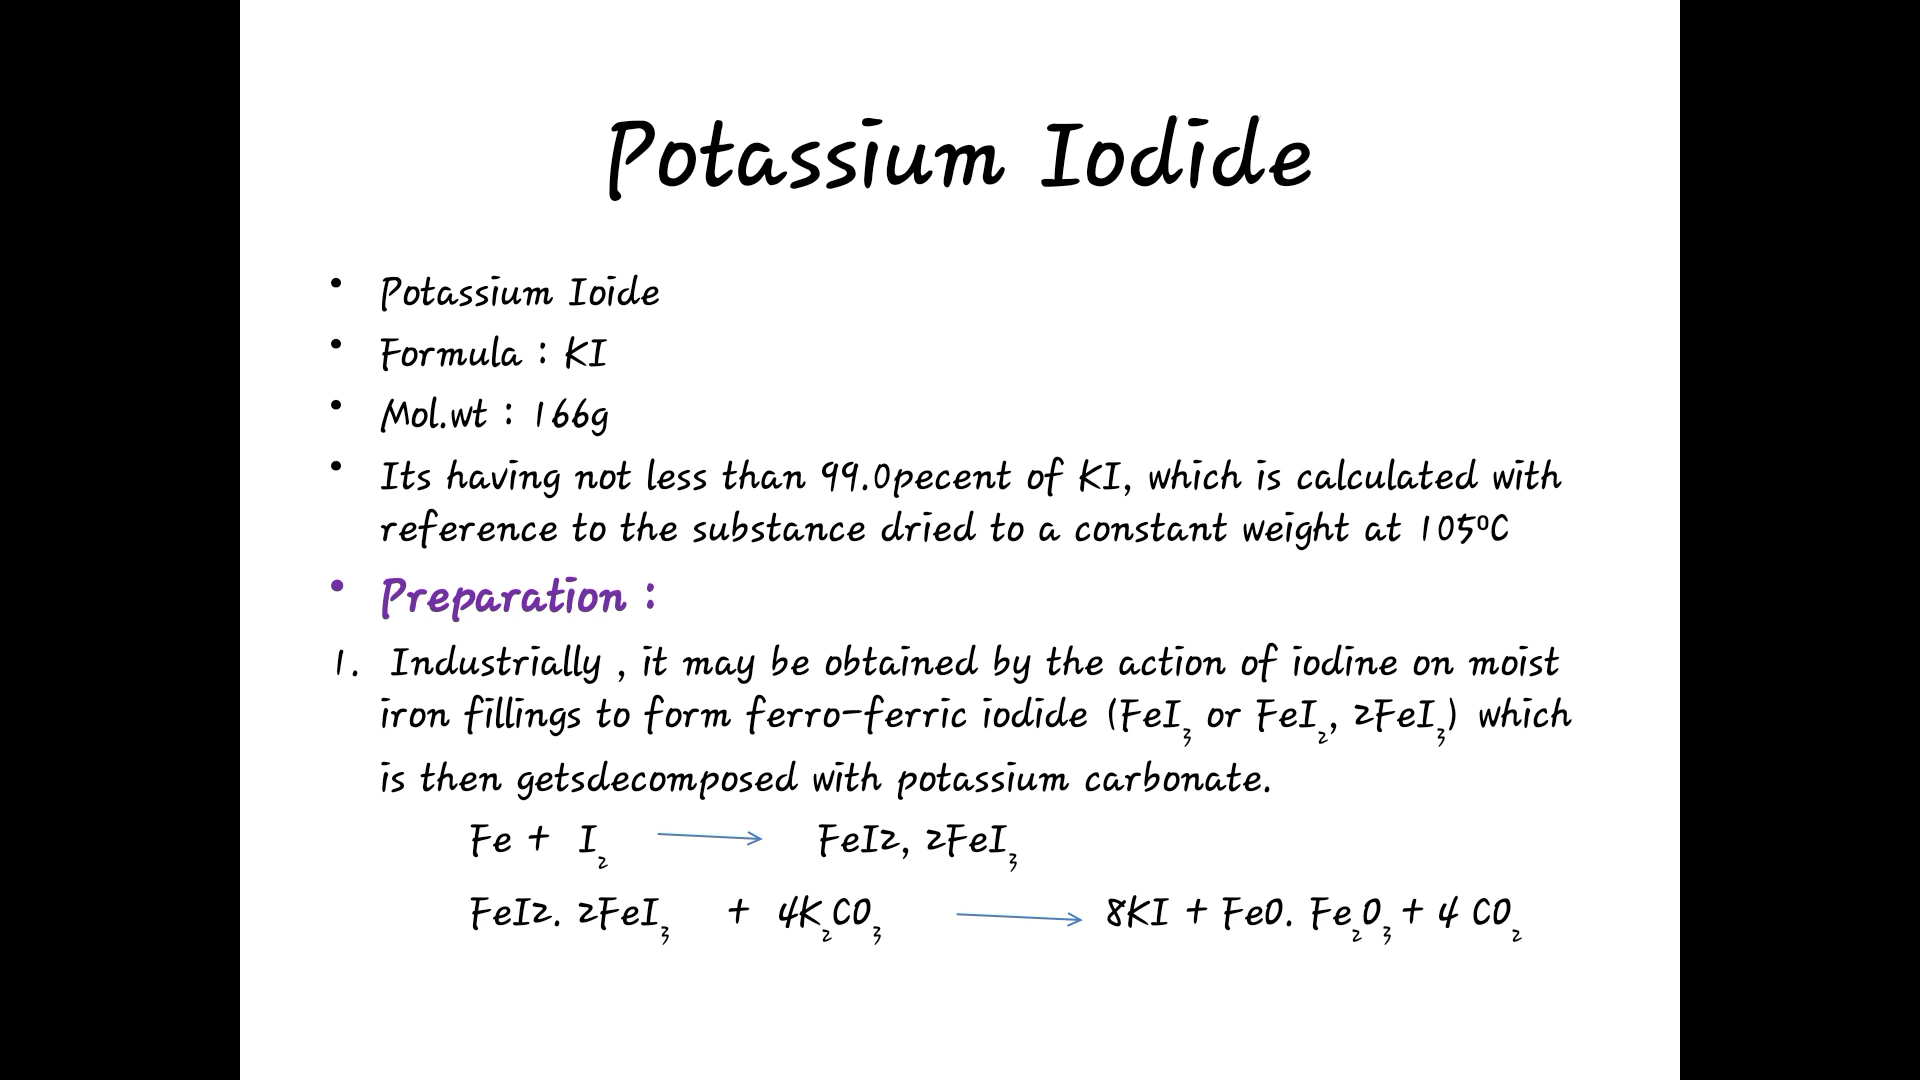 Potassium Iodide
• Potassium Ioide
• Formula : KI
• Mol.wt : 166g
• Its having not less than 99.0pecent of KI, which is calculated with
reference to the substance dried to a constant weight at 105⁰C
• Preparation :
1. Industrially , it may be obtained by the action of iodine on moist
iron fillings to form ferro-ferric iodide (FeI₃ or FeI₂, 2FeI₃) which
is then getsdecomposed with potassium carbonate.
Fe + I₂ → FeI2, 2FeI₃
FeI2. 2FeI₃ + 4K₂CO₃ → 8KI + FeO. Fe₂O₃ + 4 CO₂